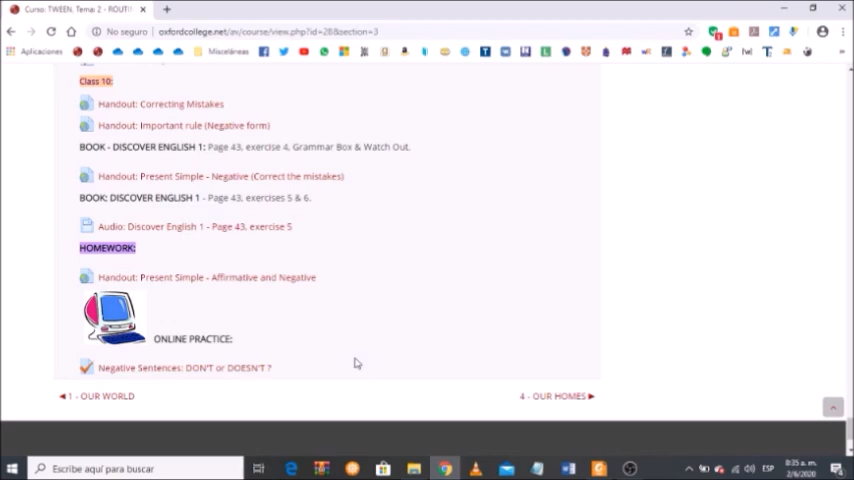 Curso: TWEEN, Tema: 2 - ROUTI
No seguro
oxfordcollege.net/av/course/view.php?id=28&section=3
Aplicaciones
Misceláneas
Class 10:
Handout: Correcting Mistakes
Handout: Important rule (Negative form)
BOOK - DISCOVER ENGLISH 1: Page 43, exercise 4, Grammar Box & Watch Out.
Handout: Present Simple - Negative (Correct the mistakes)
BOOK: DISCOVER ENGLISH 1 - Page 43, exercises 5 & 6.
Audio: Discover English 1 - Page 43, exercise 5
HOMEWORK:
Handout: Present Simple - Affirmative and Negative
ONLINE PRACTICE:
Negative Sentences: DON'T or DOESN'T ?
◀ 1 - OUR WORLD
4 - OUR HOMES ▶
Escribe aquí para buscar
ESP
8:35 a. m.
2/6/2020